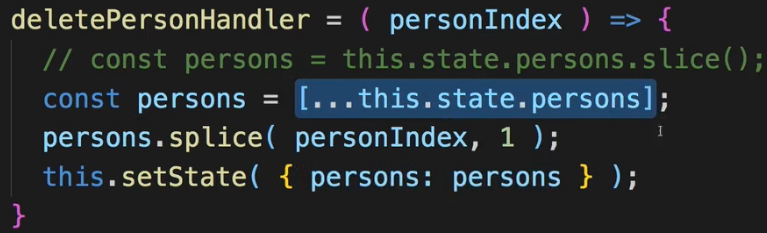 deletePersonHandler = ( personIndex ) => {
// const persons = this.state.persons.slice();
const persons = [...this.state.persons];
persons.splice( personIndex, 1 );
this.setState( { persons: persons } );
}